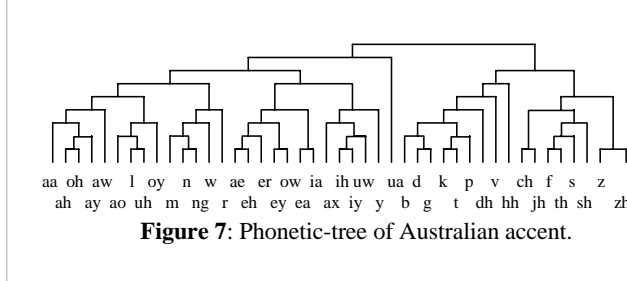 aa oh aw l oy n w ae er ow ia ih uw ua d k p v ch f s z
ah ay ao uh m ng r eh ey ea ax iy y b g t dh hh jh th sh zh
Figure 7: Phonetic-tree of Australian accent.